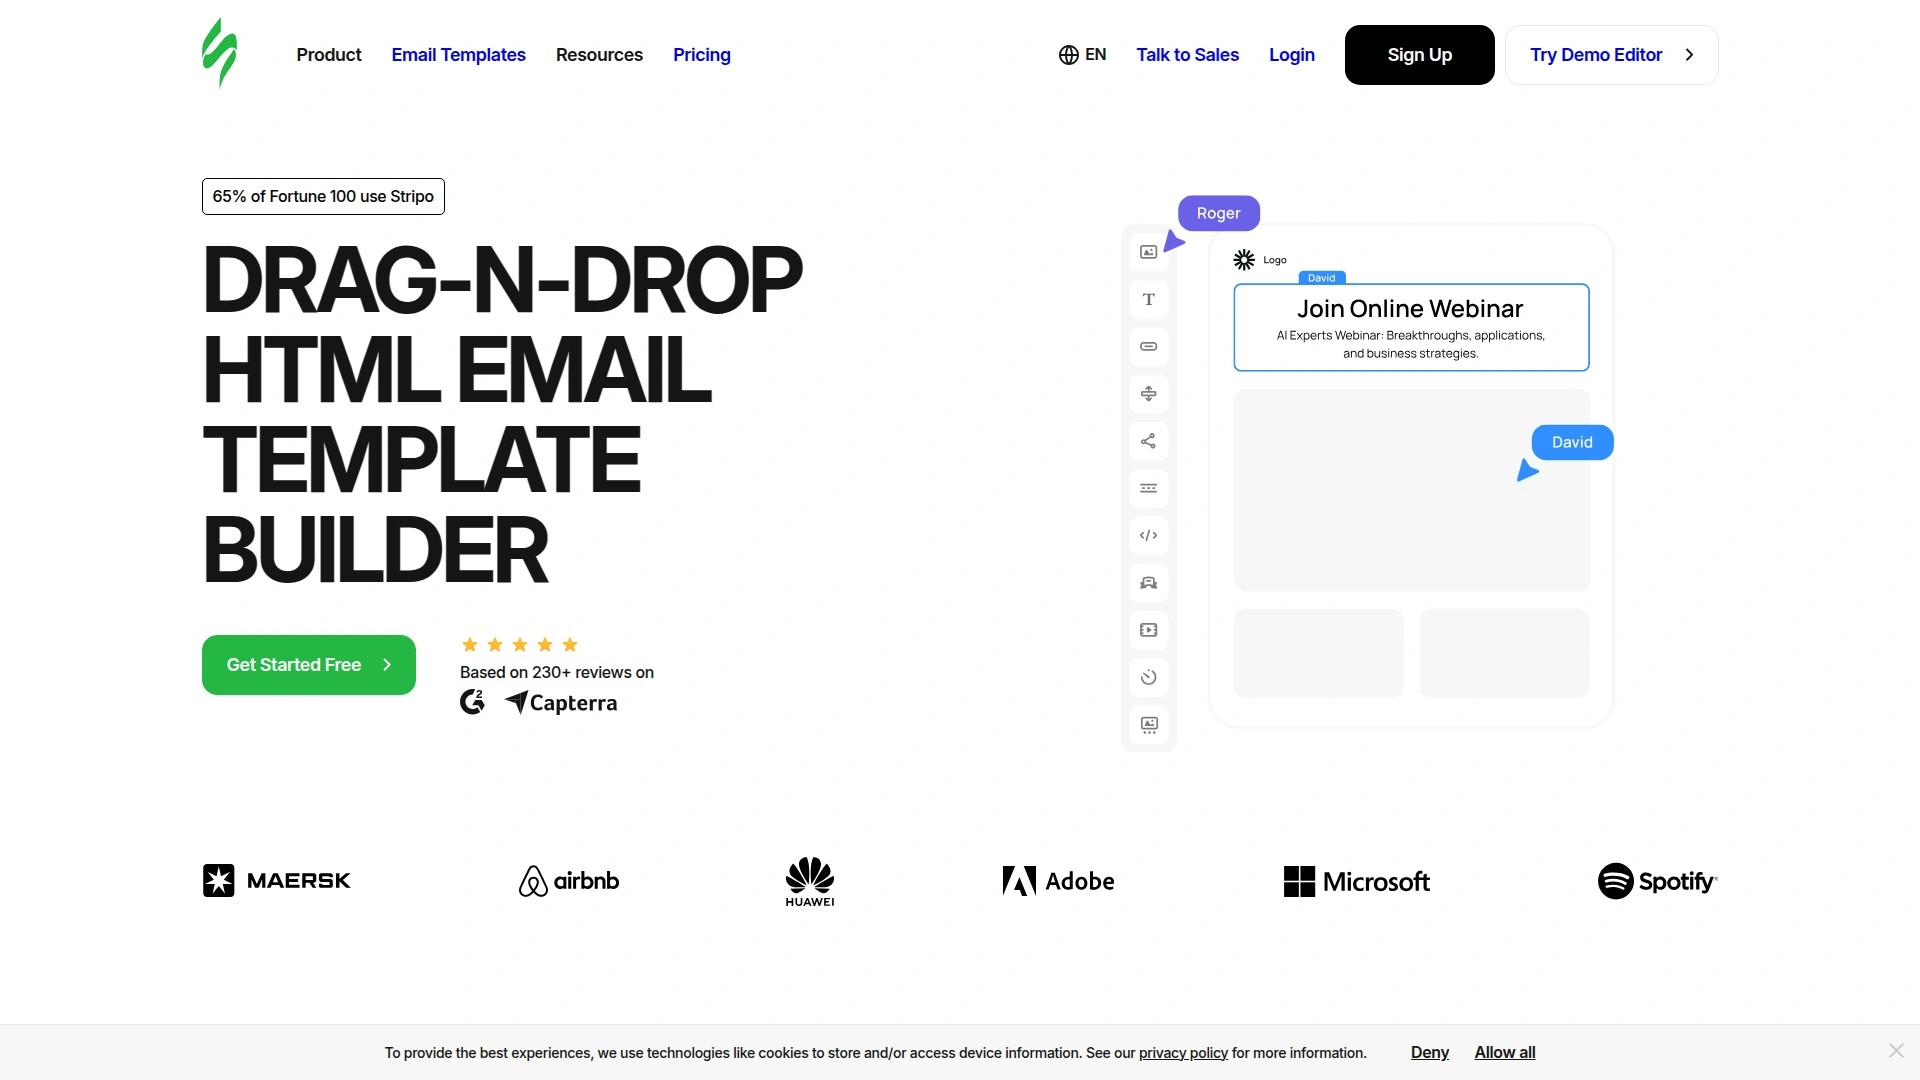 Product
Email Templates
Resources
Pricing
EN
Talk to Sales
Login
Sign Up
Try Demo Editor
65% of Fortune 100 use Stripo
DRAG-N-DROP
HTML EMAIL
TEMPLATE
BUILDER
Get Started Free
Based on 230+ reviews on
G2
Capterra
Roger
Logo
David
Join Online Webinar
AI Experts Webinar: Breakthroughs, applications,
and business strategies.
David
T
MAERSK
airbnb
HUAWEI
Adobe
Microsoft
Spotify
To provide the best experiences, we use technologies like cookies to store and/or access device information. See our privacy policy for more information.
Deny
Allow all